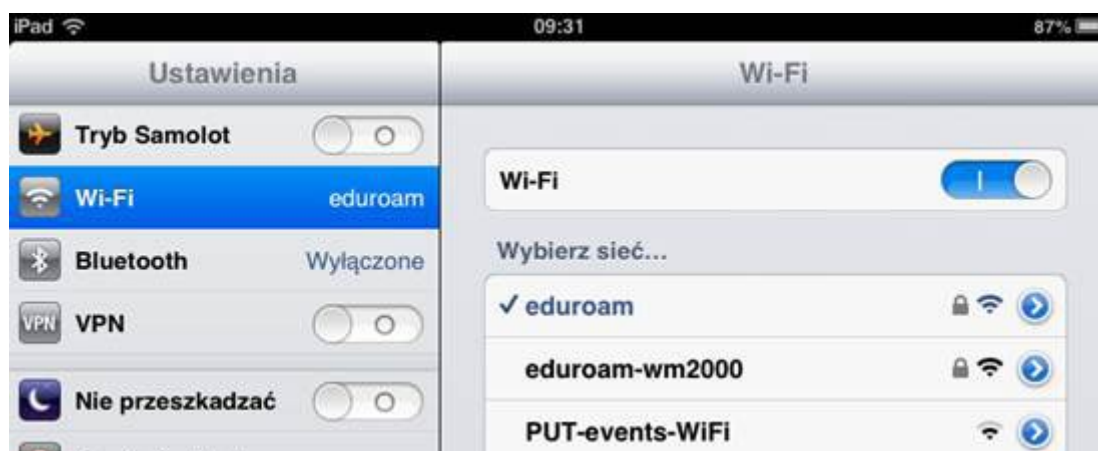 iPad 09:31 87%
Ustawienia
Tryb Samolot
Wi-Fi eduroam
Bluetooth Wyłączone
VPN VPN
Nie przeszkadzać
Wi-Fi
Wi-Fi
Wybierz sieć...
✓ eduroam
eduroam-wm2000
PUT-events-WiFi